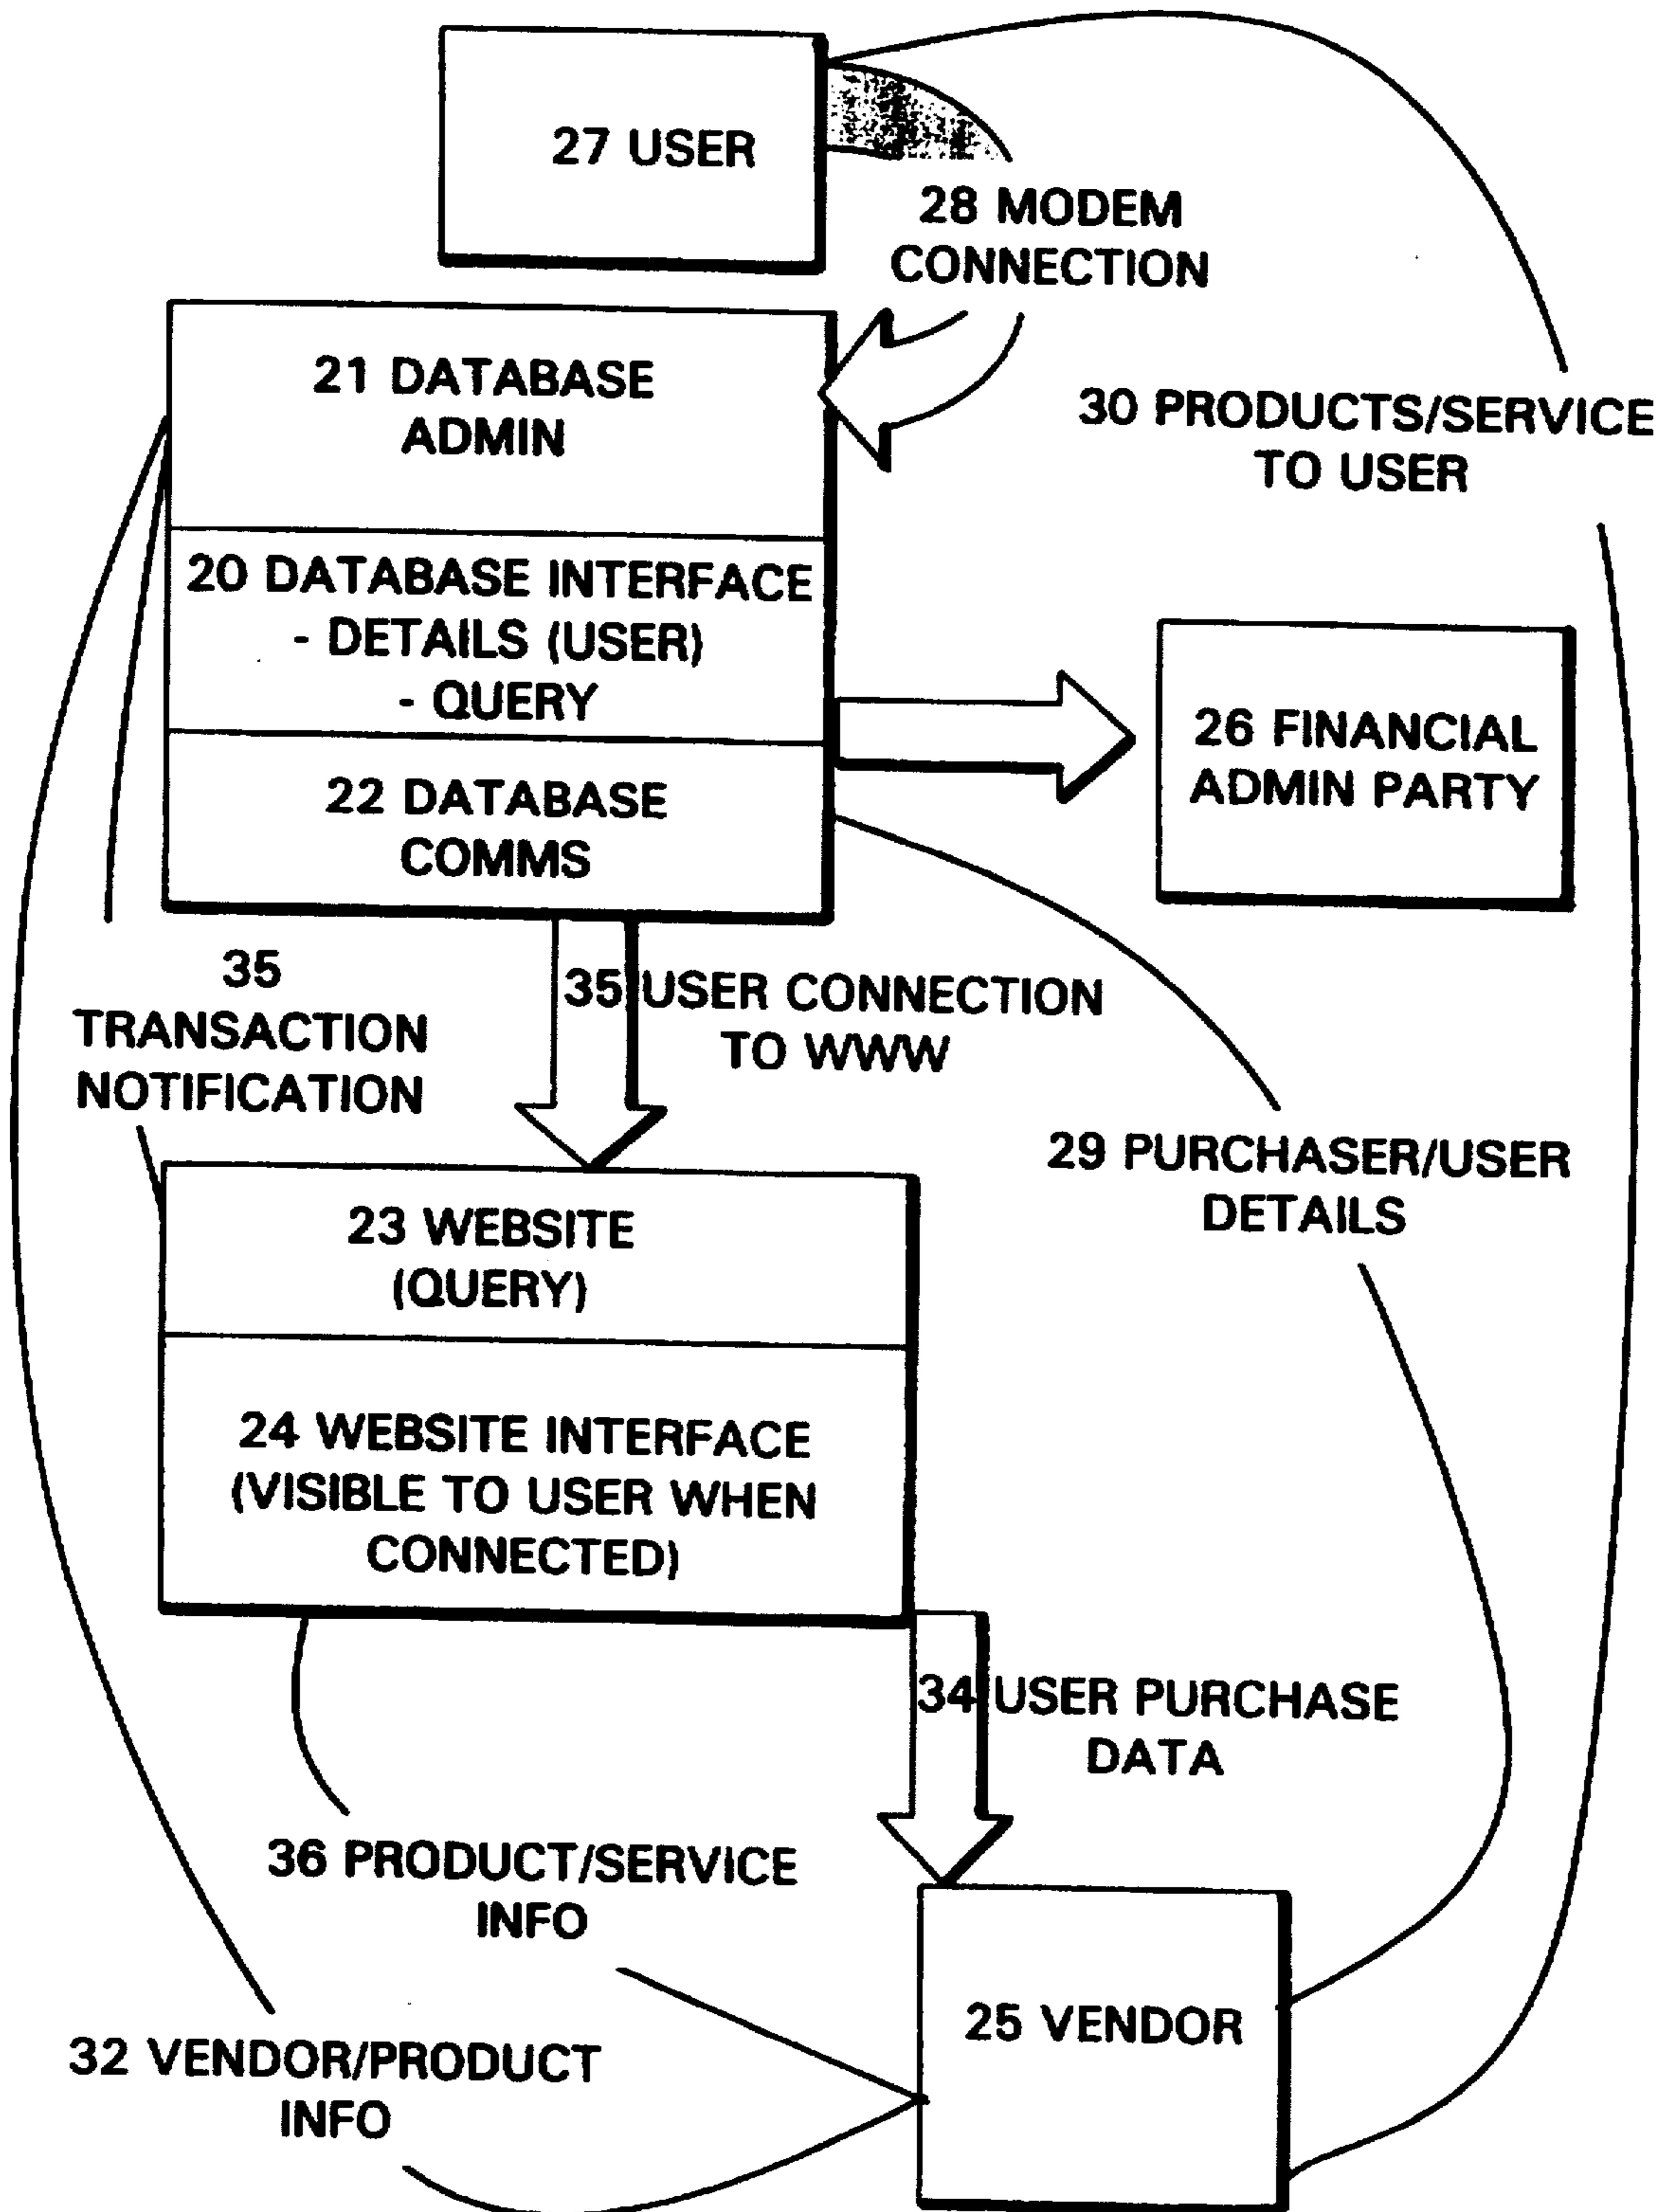 27 USER
28 MODEM
CONNECTION
21 DATABASE
ADMIN
30 PRODUCTS/SERVICE
TO USER
20 DATABASE INTERFACE
- DETAILS (USER)
- QUERY
26 FINANCIAL
ADMIN PARTY
22 DATABASE
COMMS
35
TRANSACTION
NOTIFICATION
35 USER CONNECTION
TO WWW
29 PURCHASER/USER
DETAILS
23 WEBSITE
(QUERY)
24 WEBSITE INTERFACE
(VISIBLE TO USER WHEN
CONNECTED)
34 USER PURCHASE
DATA
36 PRODUCT/SERVICE
INFO
25 VENDOR
32 VENDOR/PRODUCT
INFO